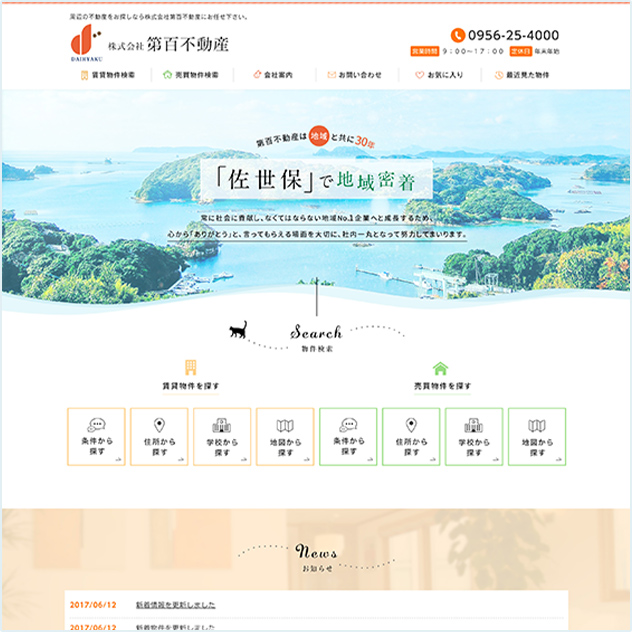 周辺の不動産をお探しなら株式会社第百不動産にお任せ下さい。
DAIHYAKU
株式会社 第百不動産
0956-25-4000
営業時間 9:00~17:00 定休日 年末年始
賃貸物件検索 売買物件検索 会社案内 お問い合わせ お気に入り 最近見た物件
第百不動産は 地域 と共に30年
「佐世保」で地域密着
常に社会に貢献し、なくてはならない地域No.1企業へと成長するため、
心から「ありがとう」と、言ってもらえる場面を大切に、社内一丸となって努力してまいります。
Search
物件検索
賃貸物件を探す
売買物件を探す
条件から 住所から 学校から 地図から 条件から 住所から 学校から 地図から
探す 探す 探す 探す 探す 探す 探す 探す
News
お知らせ
2017/06/12 新着情報を更新しました
2017/06/12 新着物件を更新しました